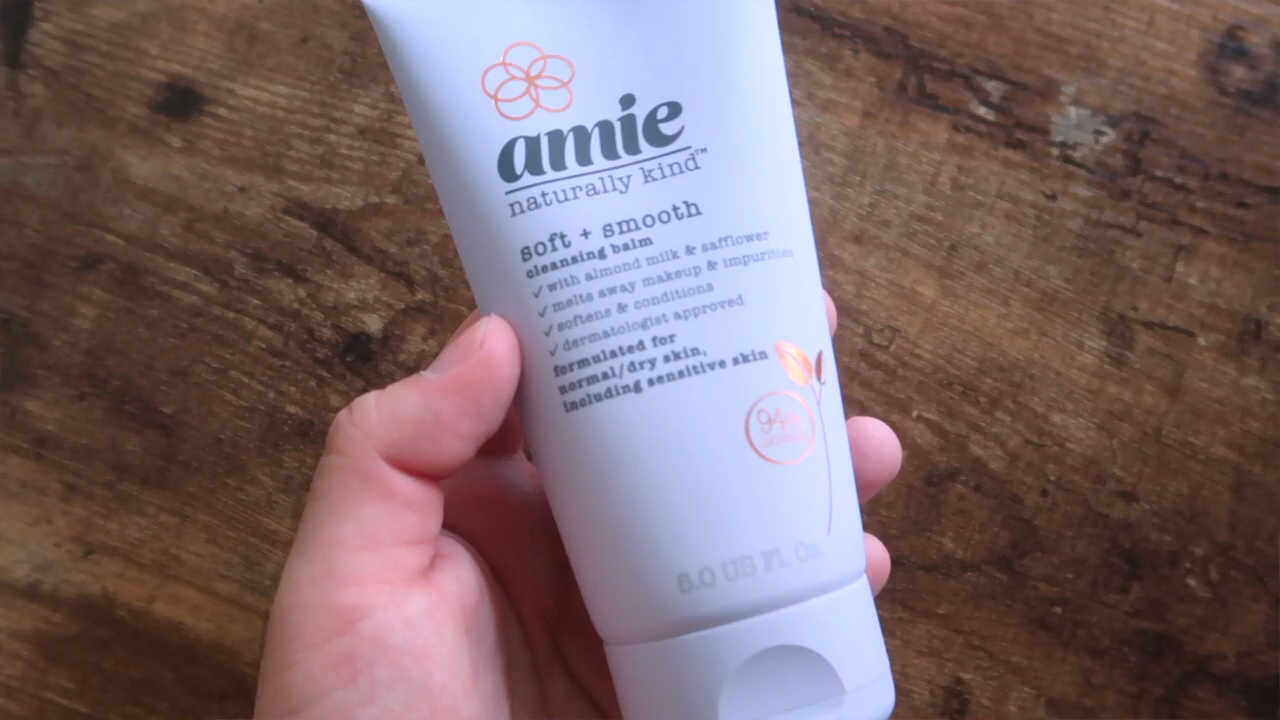 amie
naturally kind™
soft + smooth
cleansing balm
✓ with almond milk & safflower
✓ melts away makeup & impurities
✓ softens & conditions
✓ dermatologist approved
formulated for
normal/dry skin,
including sensitive skin
94%
5.0 US Fl. Oz.